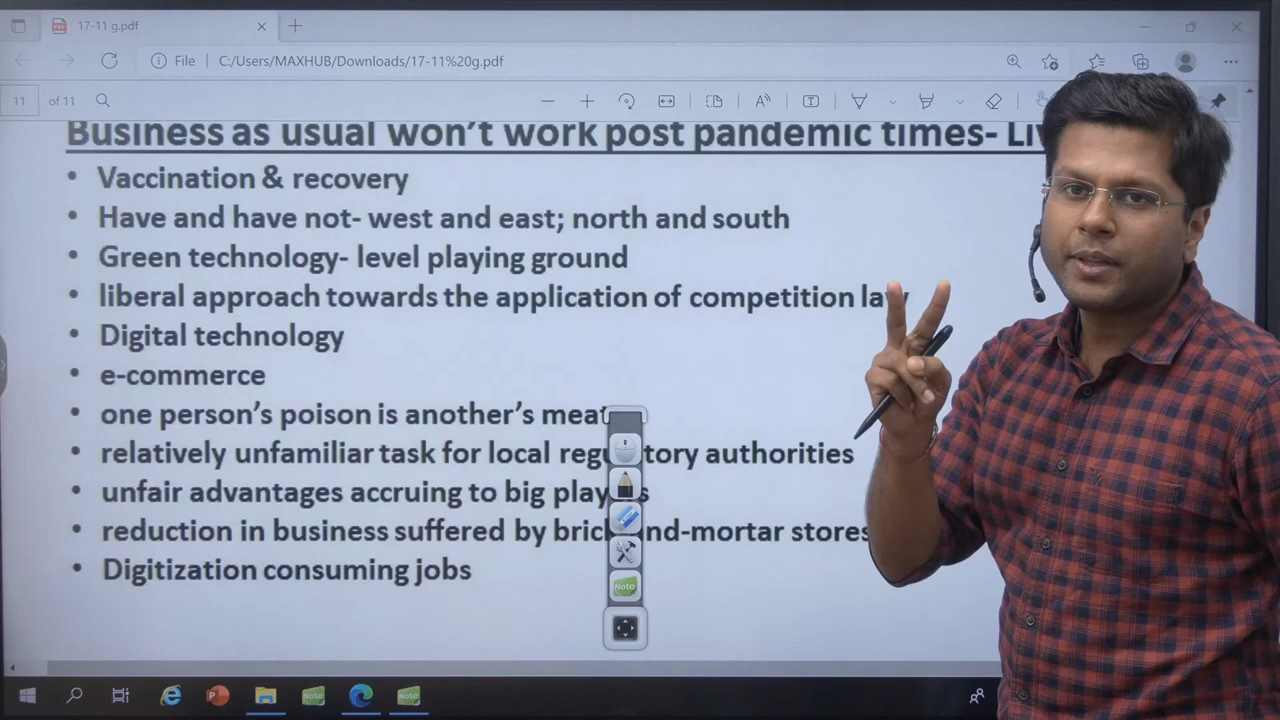 17-11 g.pdf
File C:/Users/MAXHUB/Downloads/17-11%20g.pdf
11 of 11
Business as usual won't work post pandemic times-
• Vaccination & recovery
• Have and have not- west and east; north and south
• Green technology- level playing ground
• liberal approach towards the application of competition law
• Digital technology
• e-commerce
• one person's poison is another's meat
• relatively unfamiliar task for local regulatory authorities
• unfair advantages accruing to big players
• reduction in business suffered by brick-and-mortar stores
• Digitization consuming jobs
Note
Note
Note